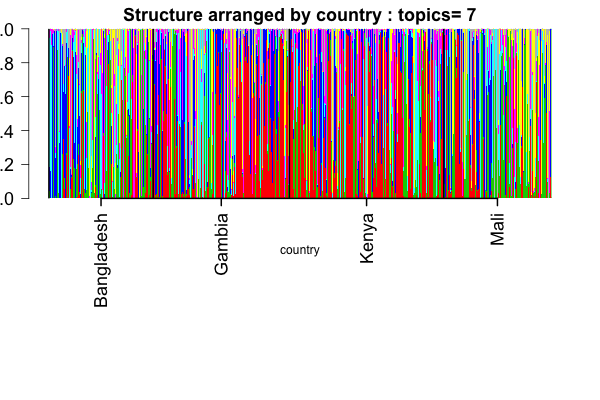 Structure arranged by country : topics= 7
.0
.8
.6
.4
.2
.0
Bangladesh
Gambia
Kenya
Mali
country